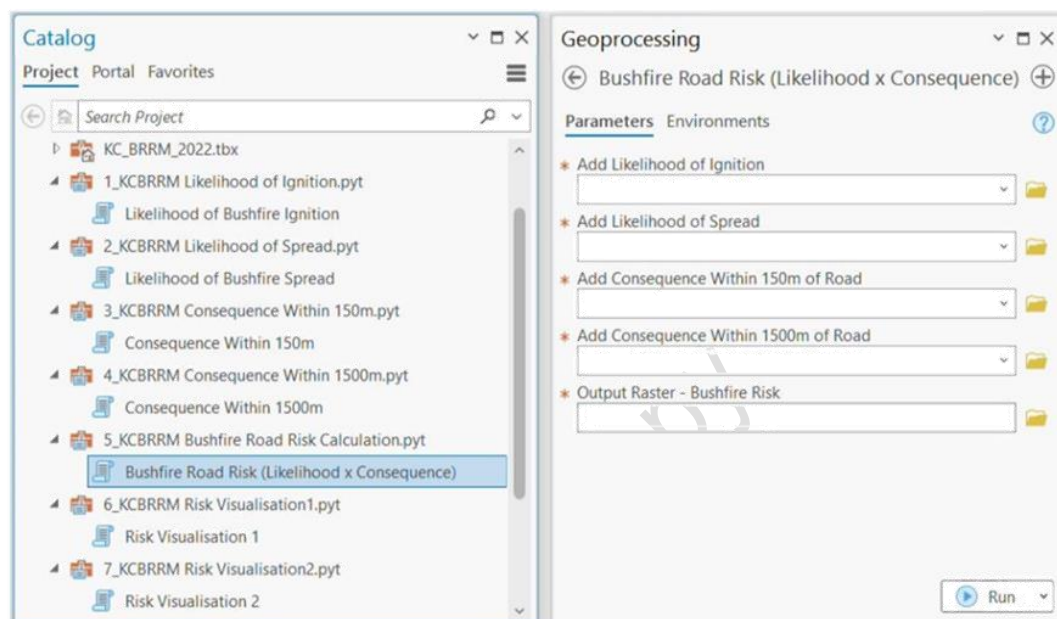 Catalog
Project Portal Favorites
Search Project
KC_BRRM_2022.tbx
1_KCBRRM Likelihood of Ignition.pyt
Likelihood of Bushfire Ignition
2_KCBRRM Likelihood of Spread.pyt
Likelihood of Bushfire Spread
3_KCBRRM Consequence Within 150m.pyt
Consequence Within 150m
4_KCBRRM Consequence Within 1500m.pyt
Consequence Within 1500m
5_KCBRRM Bushfire Road Risk Calculation.pyt
Bushfire Road Risk (Likelihood x Consequence)
6_KCBRRM Risk Visualisation1.pyt
Risk Visualisation 1
7_KCBRRM Risk Visualisation2.pyt
Risk Visualisation 2
Geoprocessing
Bushfire Road Risk (Likelihood x Consequence)
Parameters Environments
* Add Likelihood of Ignition
* Add Likelihood of Spread
* Add Consequence Within 150m of Road
* Add Consequence Within 1500m of Road
* Output Raster - Bushfire Risk
Run